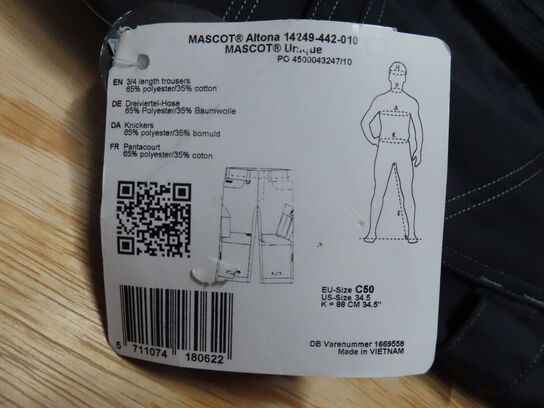 MASCOT® Altona 14249-442-010
MASCOT® Unique
PO 4500043247/10
EN 3/4 length trousers
65% polyester/35% cotton
DE Dreiviertel-Hose
65% Polyester/35% Baumwolle
DA Knickers
65% polyester/35% bomuld
FR Pantacourt
65% polyester/35% coton
H
P
A
K
E
EU-Size C50
US-Size 34.5
K = 88 CM 34.5"
5 711074 180622
DB Varenummer 1669558
Made in VIETNAM